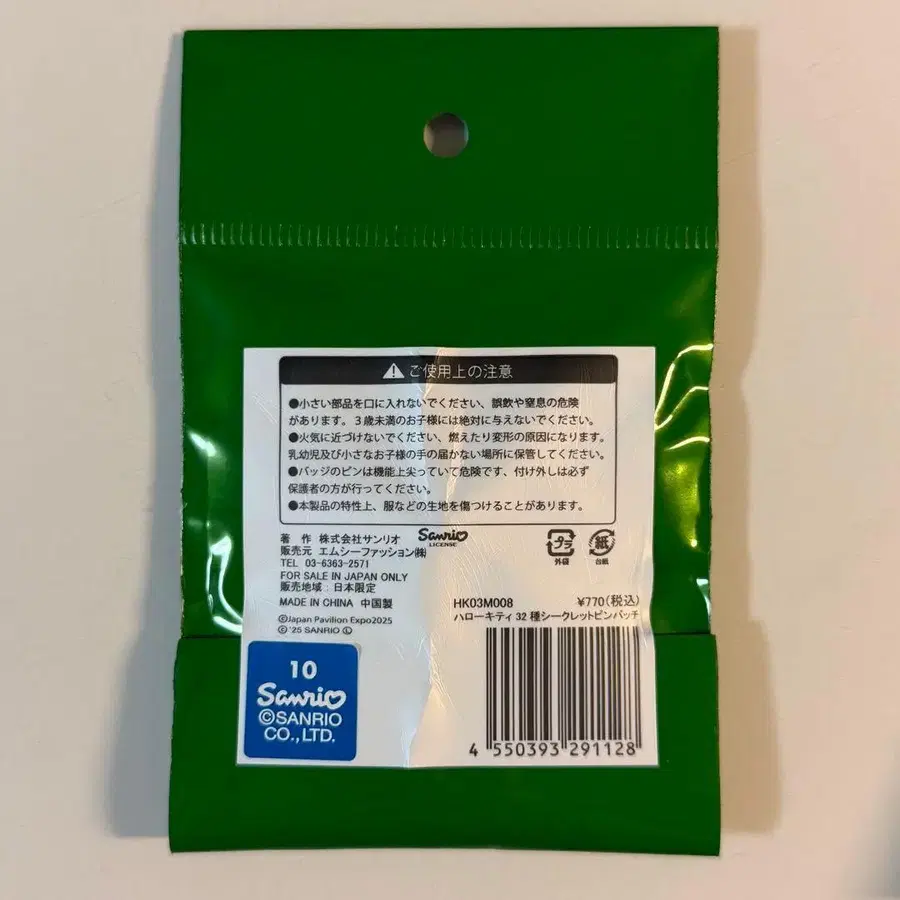 ご使用上の注意
●小さい部品を口に入れないでください、誤飲や窒息の危険
があります。3歳未満のお子様には絶対に与えないでください。
●火気に近づけないでください、燃えたり変形の原因になります。
乳幼児及び小さなお子様の手の届かない場所に保管してください。
●バッジのピンは機能上尖っていて危険です、付け外しは必ず
保護者の方が行ってください。
●本製品の特性上、服などの生地を傷つけることがあります。
著 作 株式会社サンリオ
販売元 エムシーファッション㈱
TEL 03-6363-2571
FOR SALE IN JAPAN ONLY
販売地域:日本限定
MADE IN CHINA 中国製
©Japan Pavilion Expo2025
©'25 SANRIO Ⓛ
Sanrio
LICENSE
プラ
外袋
紙
台紙
HK03M008 ¥770(税込)
ハローキティ 32 種シークレットピンバッチ
4 550393 291128
10
Sanrio
©SANRIO
CO.,LTD.